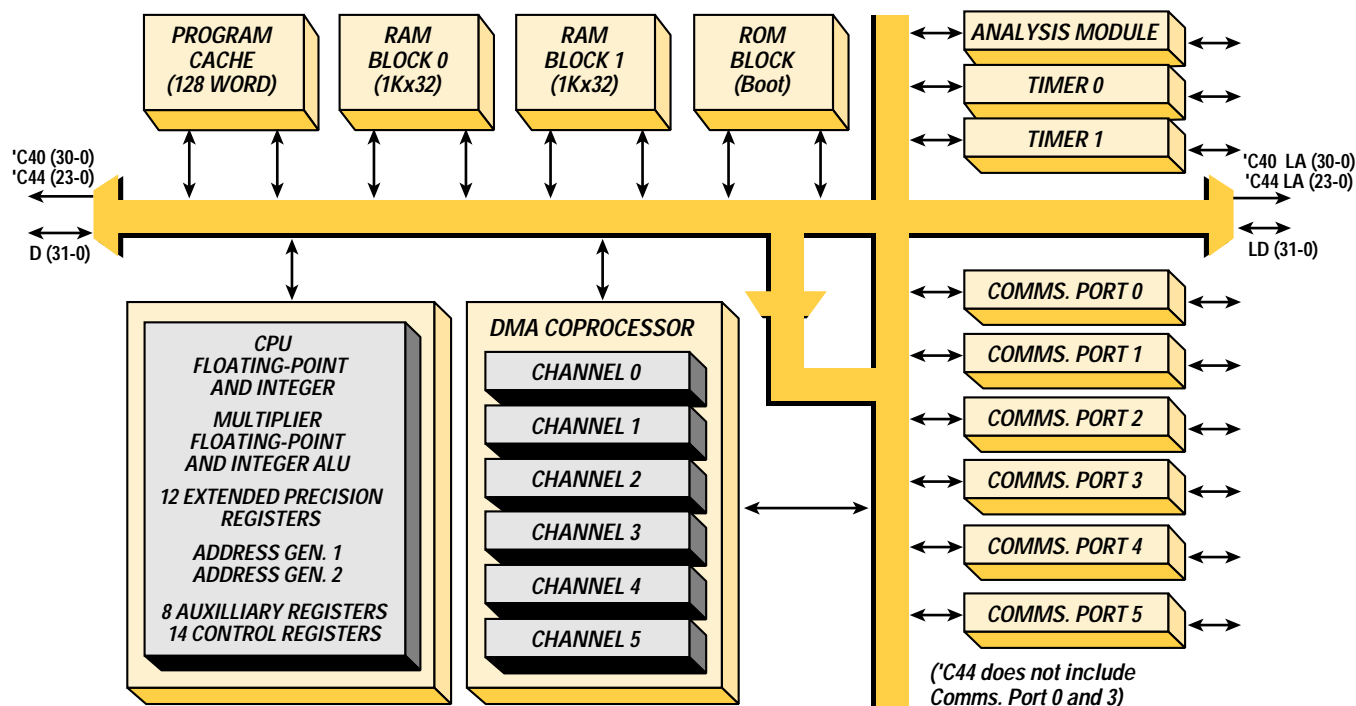 PROGRAM
CACHE
(128 WORD)
RAM
BLOCK 0
(1Kx32)
RAM
BLOCK 1
(1Kx32)
ROM
BLOCK
(Boot)
ANALYSIS MODULE
TIMER 0
TIMER 1
'C40 (30-0)
'C44 (23-0)
D (31-0)
'C40 LA (30-0)
'C44 LA (23-0)
LD (31-0)
CPU
FLOATING-POINT
AND INTEGER
MULTIPLIER
FLOATING-POINT
AND INTEGER ALU
12 EXTENDED PRECISION
REGISTERS
ADDRESS GEN. 1
ADDRESS GEN. 2
8 AUXILLIARY REGISTERS
14 CONTROL REGISTERS
DMA COPROCESSOR
CHANNEL 0
CHANNEL 1
CHANNEL 2
CHANNEL 3
CHANNEL 4
CHANNEL 5
COMMS. PORT 0
COMMS. PORT 1
COMMS. PORT 2
COMMS. PORT 3
COMMS. PORT 4
COMMS. PORT 5
('C44 does not include
Comms. Port 0 and 3)